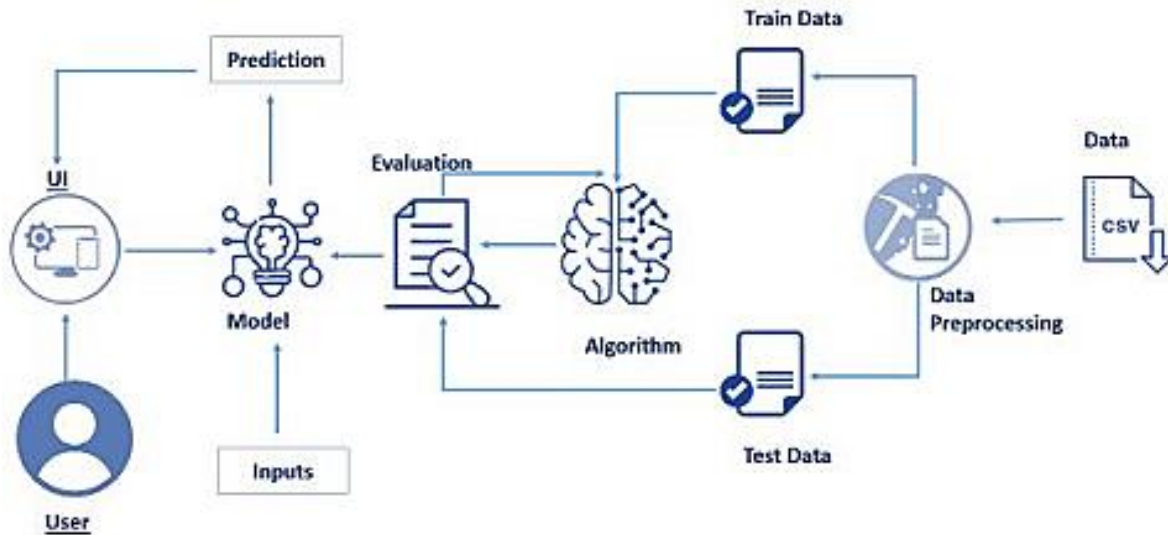 Train Data
Prediction
Data
Evaluation
UI
CSV
Model
Data
Preprocessing
Algorithm
Test Data
Inputs
User